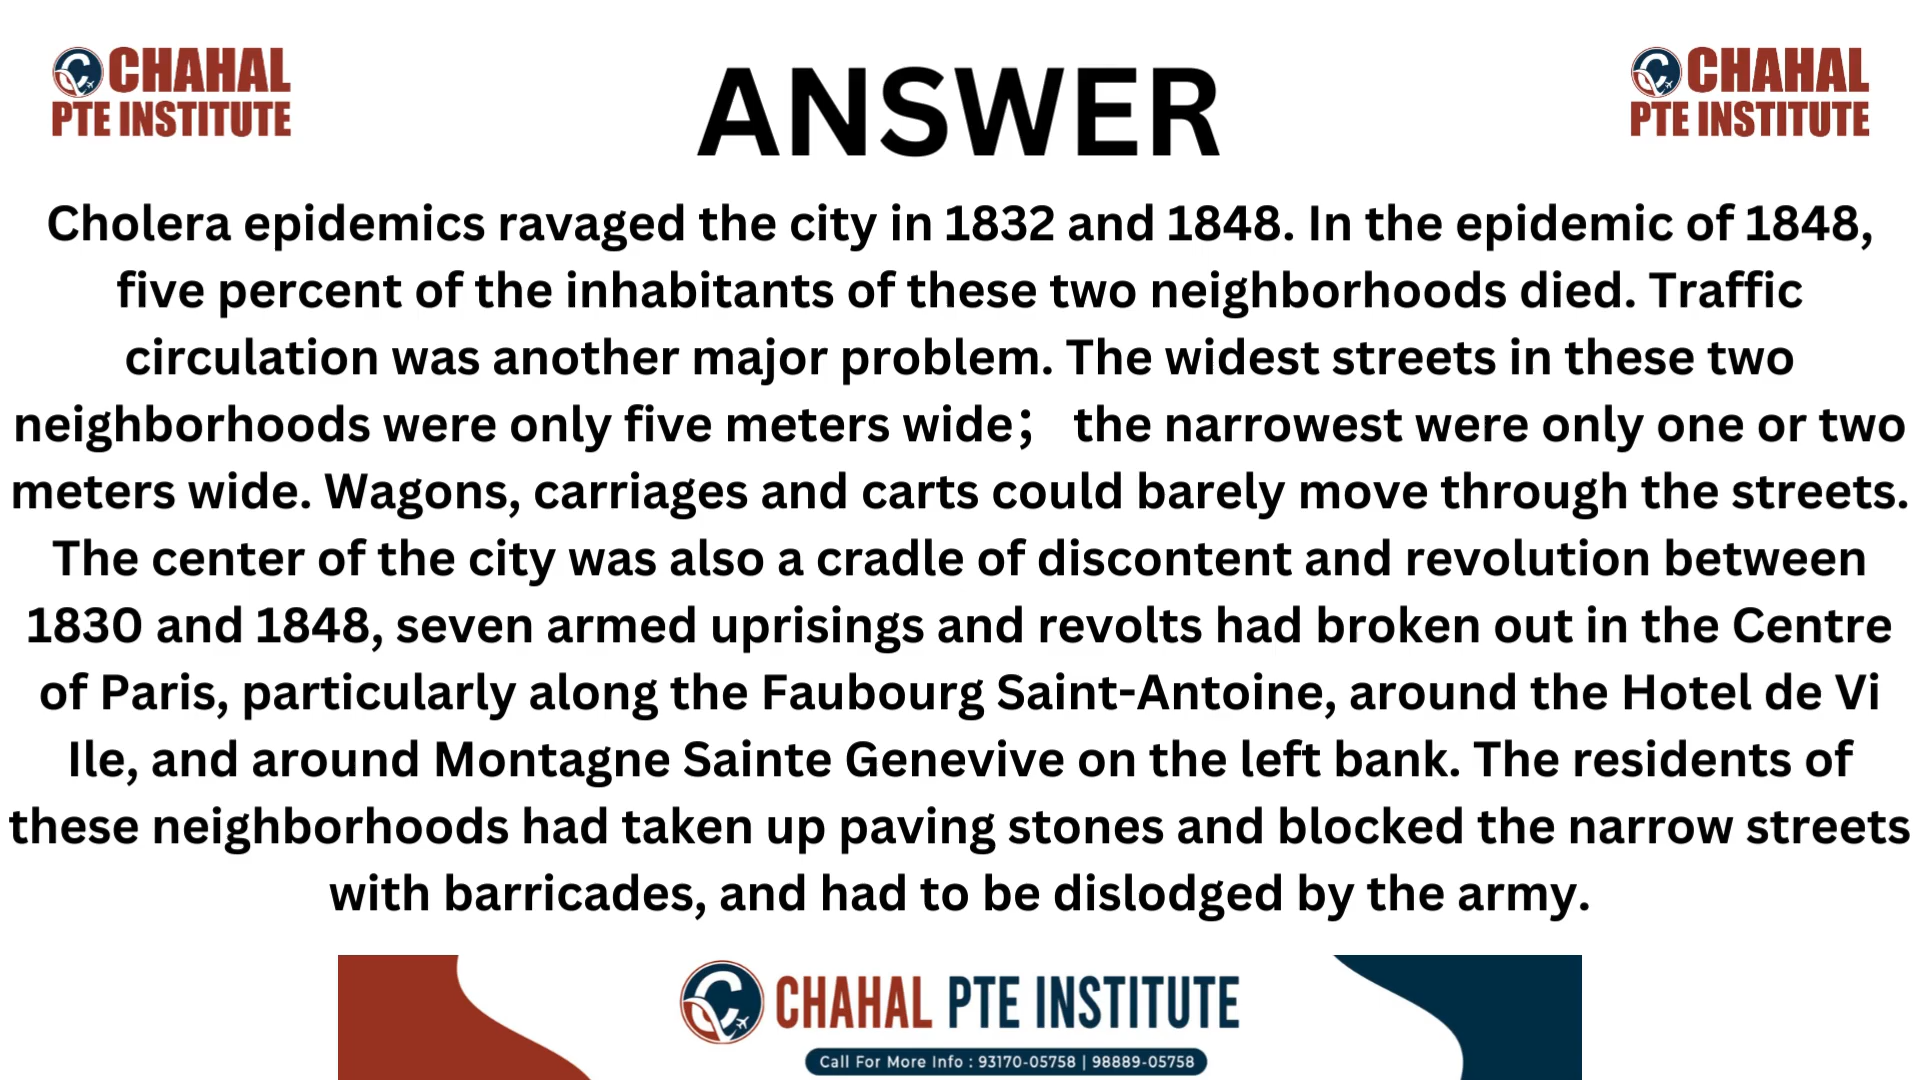 CHAHAL
PTE INSTITUTE
ANSWER
CHAHAL
PTE INSTITUTE
Cholera epidemics ravaged the city in 1832 and 1848. In the epidemic of 1848,
five percent of the inhabitants of these two neighborhoods died. Traffic
circulation was another major problem. The widest streets in these two
neighborhoods were only five meters wide； the narrowest were only one or two
meters wide. Wagons, carriages and carts could barely move through the streets.
The center of the city was also a cradle of discontent and revolution between
1830 and 1848, seven armed uprisings and revolts had broken out in the Centre
of Paris, particularly along the Faubourg Saint-Antoine, around the Hotel de Vi
Ile, and around Montagne Sainte Genevive on the left bank. The residents of
these neighborhoods had taken up paving stones and blocked the narrow streets
with barricades, and had to be dislodged by the army.
CHAHAL PTE INSTITUTE
Call For More Info : 93170-05758 | 98889-05758